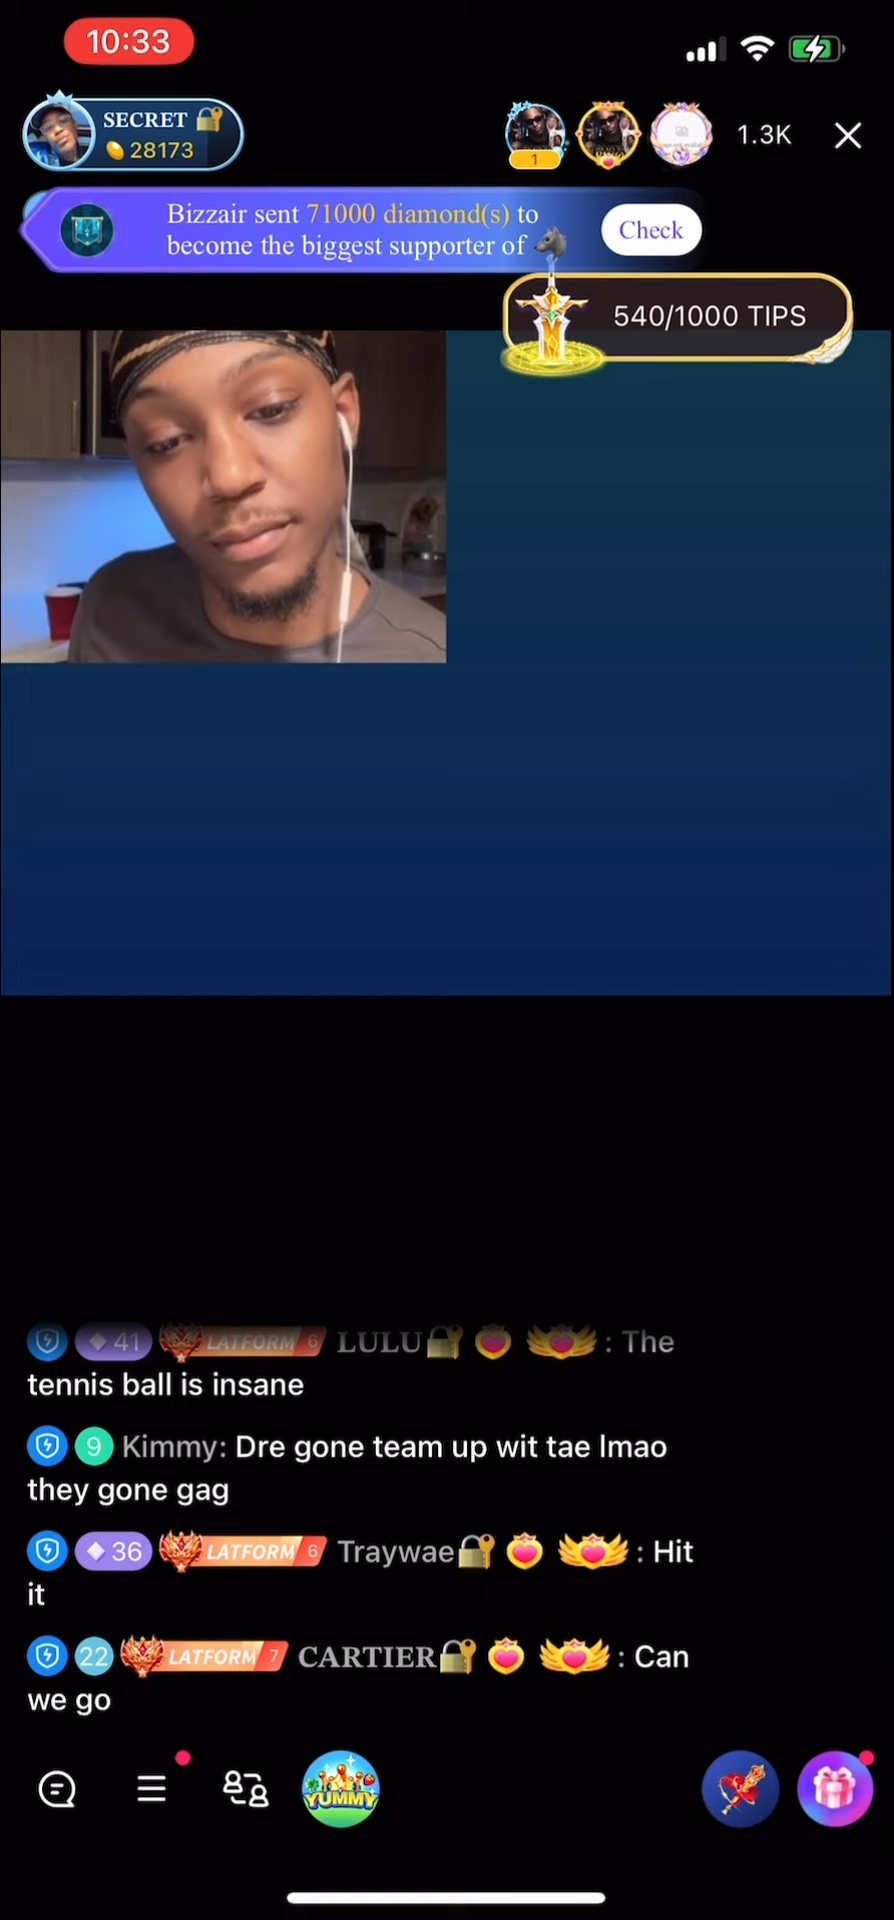 10:33
SECRET 🔐
28173
1
1.3K
Bizzair sent 71000 diamond(s) to
become the biggest supporter of 🐺
Check
540/1000 TIPS
41 LATFORM 6 LULU🔐 : The
tennis ball is insane
9 Kimmy: Dre gone team up wit tae lmao
they gone gag
36 LATFORM 6 Traywae🔐 : Hit
it
22 LATFORM 7 CARTIER🔐 : Can
we go
YUMMY